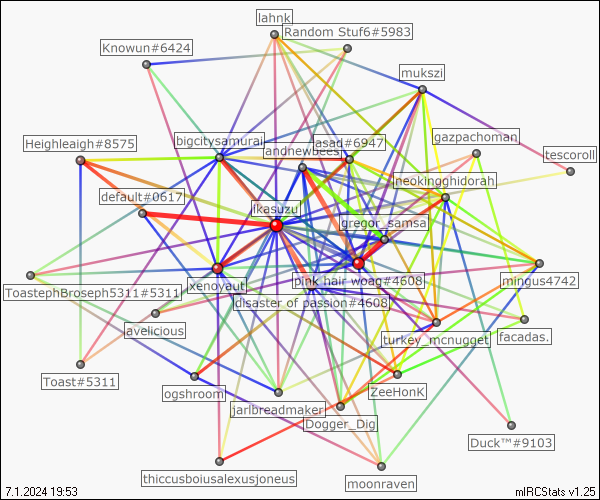 lahnk
Random Stuf6#5983
Knowun#6424
mukszi
gazpachoman
Heighleaigh#8575
bigcitysamurai
asad#6947
andnewbees
tescoroll
neokingghidorah
default#0617
ikasuzu
gregor_samsa
xenovaut
pink hair woag#4608
mingus4742
ToastephBroseph5311#5311
disaster of passion#4608
avelicious
turkey_mcnugget
facadas.
Toast#5311
ogshroom
jarlbreadmaker
ZeeHonK
Dogger_Dig
Duck™#9103
thiccusboiusalexusjoneus
moonraven
7.1.2024 19:53
mIRCStats v1.25